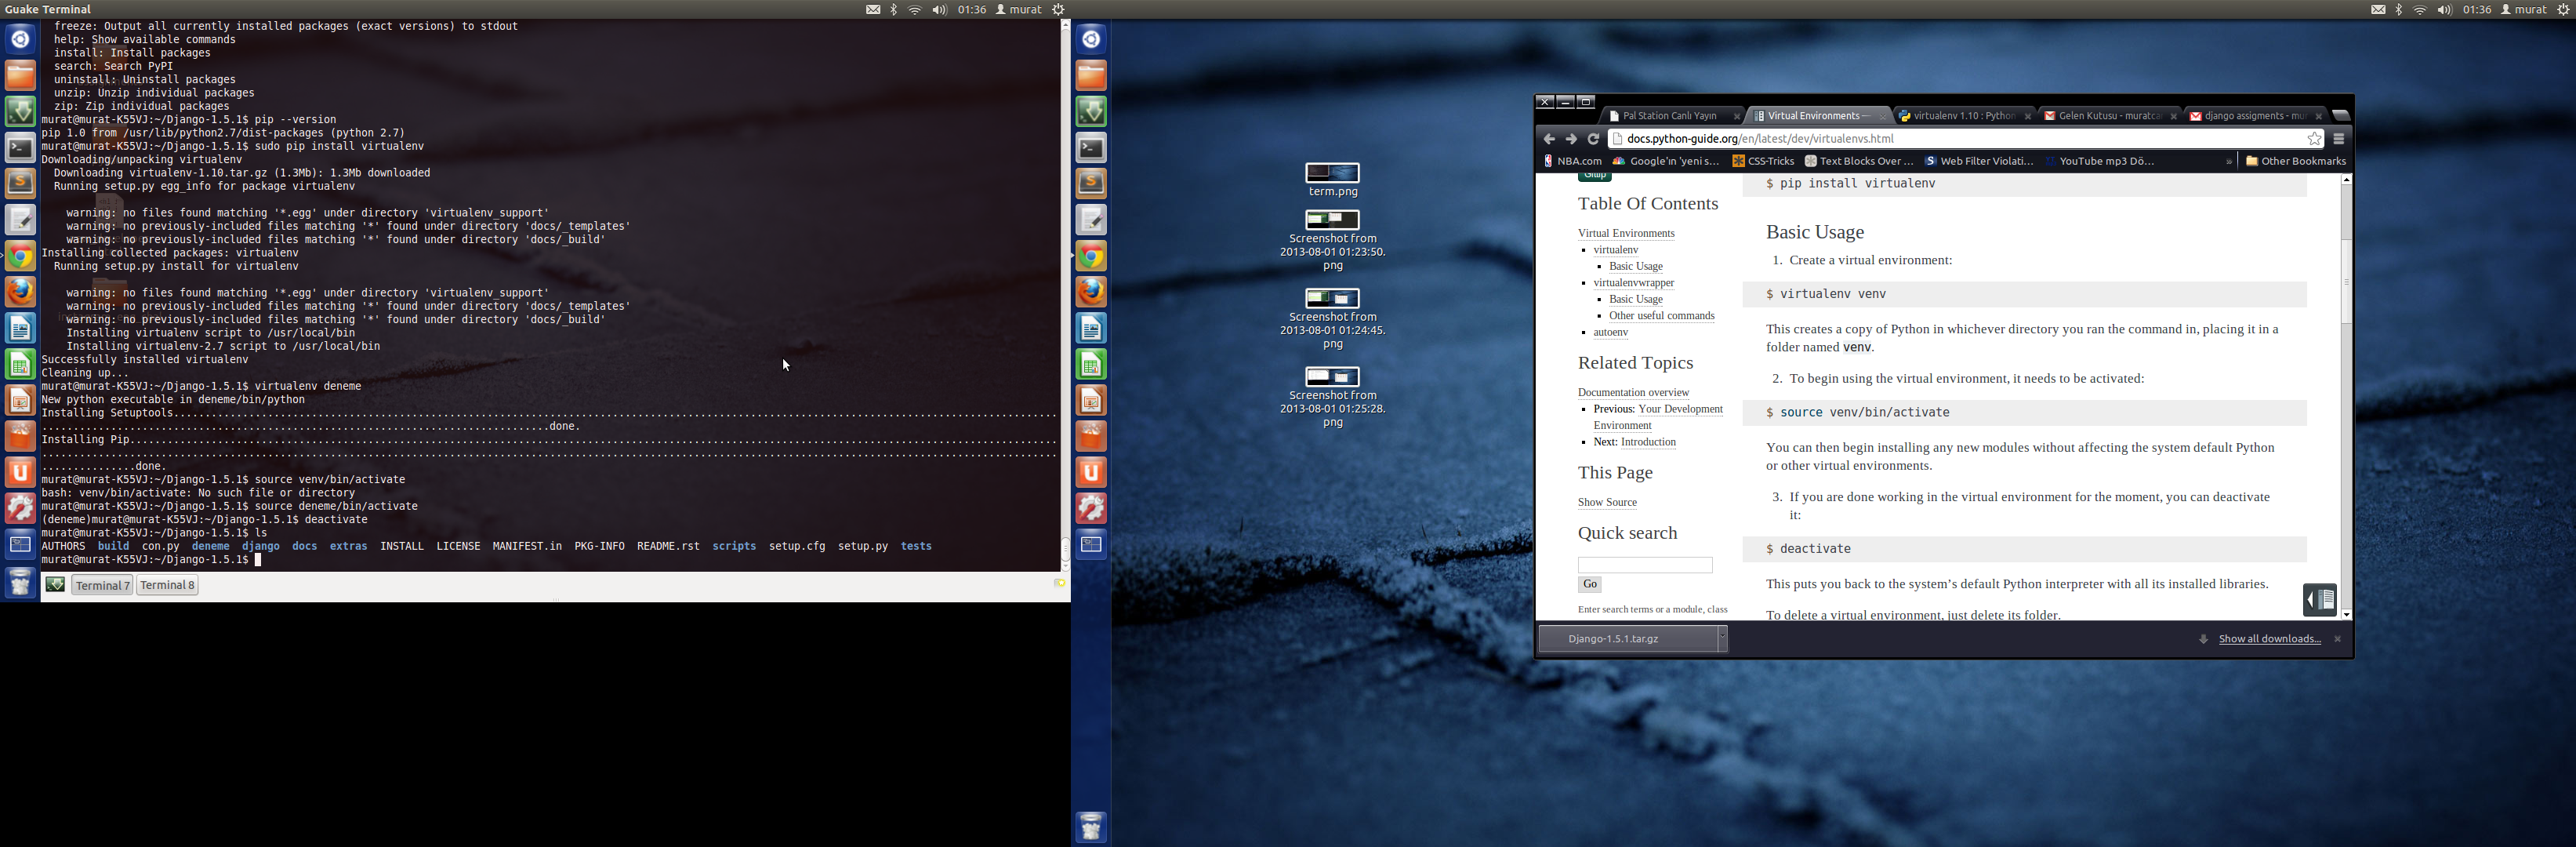 Guake Terminal
01:36 murat
freeze: Output all currently installed packages (exact versions) to stdout
help: Show available commands
install: Install packages
search: Search PyPI
uninstall: Uninstall packages
unzip: Unzip individual packages
zip: Zip individual packages
murat@murat-K55VJ:~/Django-1.5.1$ pip --version
pip 1.0 from /usr/lib/python2.7/dist-packages (python 2.7)
murat@murat-K55VJ:~/Django-1.5.1$ sudo pip install virtualenv
Downloading/unpacking virtualenv
Downloading virtualenv-1.10.tar.gz (1.3Mb): 1.3Mb downloaded
Running setup.py egg_info for package virtualenv
warning: no files found matching '*.egg' under directory 'virtualenv_support'
warning: no previously-included files matching '*' found under directory 'docs/_templates'
warning: no previously-included files matching '*' found under directory 'docs/_build'
Installing collected packages: virtualenv
Running setup.py install for virtualenv
warning: no files found matching '*.egg' under directory 'virtualenv_support'
warning: no previously-included files matching '*' found under directory 'docs/_templates'
warning: no previously-included files matching '*' found under directory 'docs/_build'
Installing virtualenv script to /usr/local/bin
Installing virtualenv-2.7 script to /usr/local/bin
Successfully installed virtualenv
Cleaning up...
murat@murat-K55VJ:~/Django-1.5.1$ virtualenv deneme
New python executable in deneme/bin/python
Installing Setuptools..............................
..............................done.
Installing Pip..............................
..............................
...............done.
murat@murat-K55VJ:~/Django-1.5.1$ source venv/bin/activate
bash: venv/bin/activate: No such file or directory
murat@murat-K55VJ:~/Django-1.5.1$ source deneme/bin/activate
(deneme)murat@murat-K55VJ:~/Django-1.5.1$ deactivate
murat@murat-K55VJ:~/Django-1.5.1$ ls
AUTHORS build con.py deneme django docs extras INSTALL LICENSE MANIFEST.in PKG-INFO README.rst scripts setup.cfg setup.py tests
murat@murat-K55VJ:~/Django-1.5.1$
Terminal 7 Terminal 8
01:36 murat
term.png
Screenshot from
2013-08-01 01:23:50.
png
Screenshot from
2013-08-01 01:24:45.
png
Screenshot from
2013-08-01 01:25:28.
png
Pal Station Canlı Yayın Virtual Environments — virtualenv 1.10 : Python Gelen Kutusu - muratca django assigments - mu
docs.python-guide.org/en/latest/dev/virtualenvs.html
NBA.com Google'ın 'yeni s... CSS-Tricks Text Blocks Over ... Web Filter Violati... YouTube mp3 Dö... » Other Bookmarks
Gittip
Table Of Contents
Virtual Environments
virtualenv
Basic Usage
virtualenvwrapper
Basic Usage
Other useful commands
autoenv
Related Topics
Documentation overview
Previous: Your Development
Environment
Next: Introduction
This Page
Show Source
Quick search
Go
Enter search terms or a module, class
$ pip install virtualenv
Basic Usage
1. Create a virtual environment:
$ virtualenv venv
This creates a copy of Python in whichever directory you ran the command in, placing it in a
folder named venv.
2. To begin using the virtual environment, it needs to be activated:
$ source venv/bin/activate
You can then begin installing any new modules without affecting the system default Python
or other virtual environments.
3. If you are done working in the virtual environment for the moment, you can deactivate
it:
$ deactivate
This puts you back to the system's default Python interpreter with all its installed libraries.
To delete a virtual environment, just delete its folder.
Django-1.5.1.tar.gz
Show all downloads...